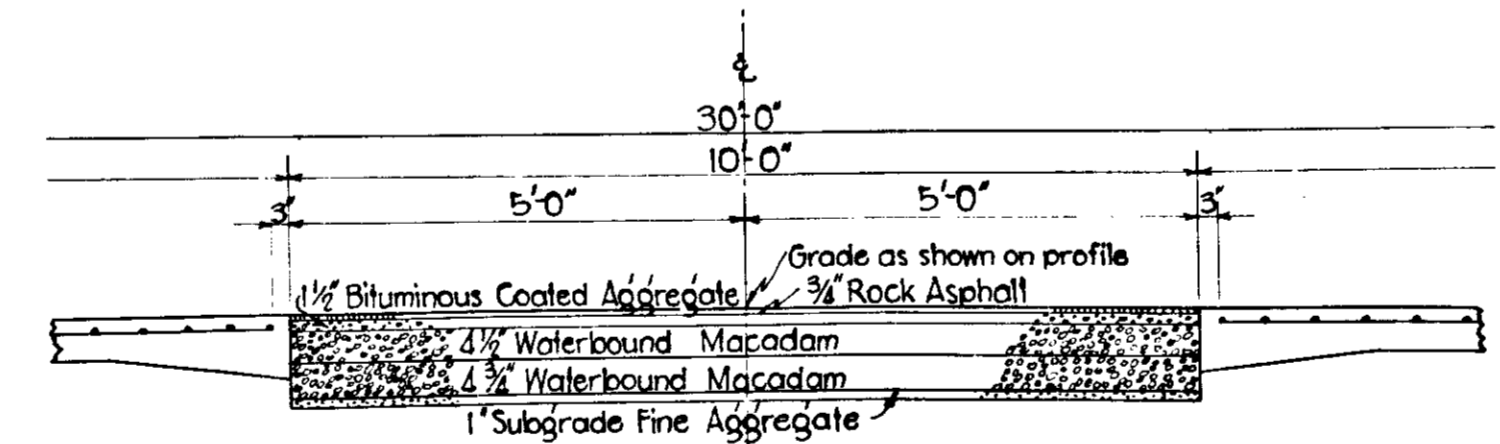 ℄
30'-0"
10'-0"
5'-0" 5'-0"
3" 3"
Grade as shown on profile
1½" Bituminous Coated Aggregate ¾" Rock Asphalt
4½" Waterbound Macadam
4¾" Waterbound Macadam
1" Subgrade Fine Aggregate